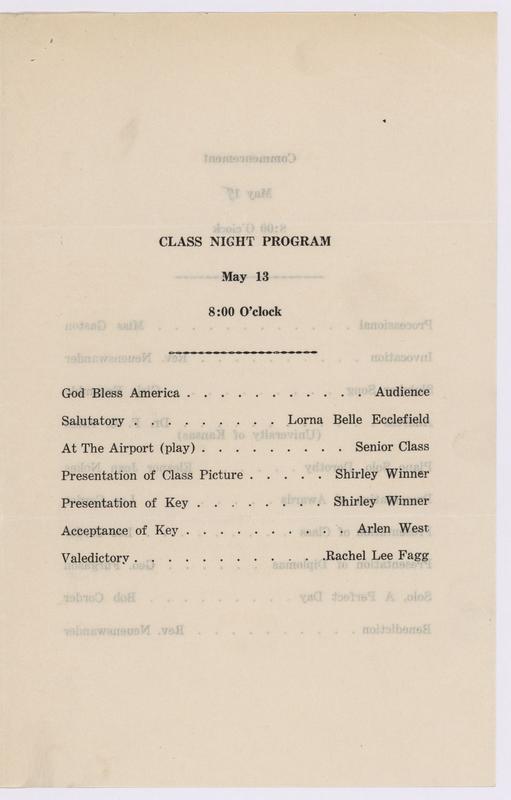 CLASS NIGHT PROGRAM
May 13
8:00 O'clock
God Bless America . . . . . . . . . . . Audience
Salutatory . . . . . . . . . Lorna Belle Ecclefield
At The Airport (play) . . . . . . . . . Senior Class
Presentation of Class Picture . . . . . Shirley Winner
Presentation of Key . . . . . . . . Shirley Winner
Acceptance of Key . . . . . . . . . . Arlen West
Valedictory . . . . . . . . . . . .Rachel Lee Fagg